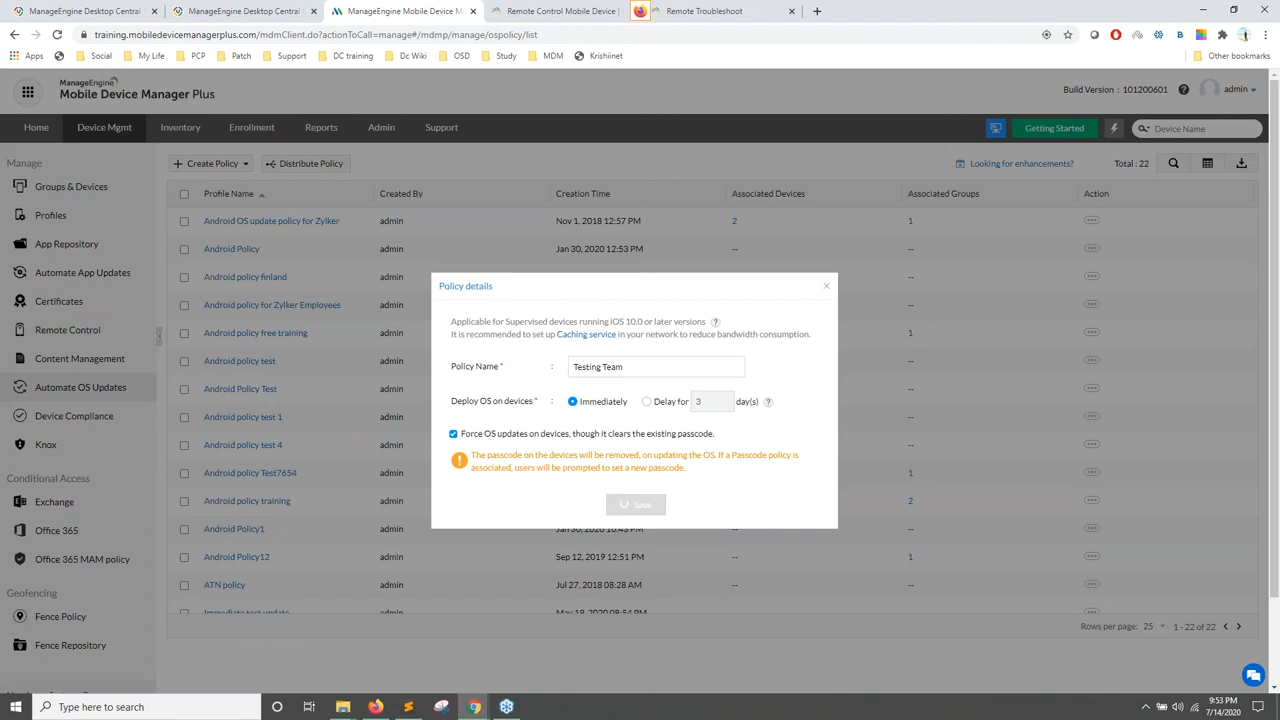 ManageEngine Desktop Central
ManageEngine Desktop Central
ManageEngine Mobile Device M
Remote Control Mobile Device |
Remote Troubleshoot
training.mobiledevicemanagerplus.com/mdmClient.do?actionToCall=manage#/mdmp/manage/ospolicy/list
Apps
Social
My Life
PCP
Patch
Support
DC training
Dc Wiki
OSD
Study
MDM
Krishiinet
Other bookmarks
ManageEngine
Mobile Device Manager Plus
Build Version : 101200601
admin
Home
Device Mgmt
Inventory
Enrollment
Reports
Admin
Support
Getting Started
Device Name
Manage
Groups & Devices
Profiles
App Repository
Automate App Updates
Certificates
Remote Control
Content Management
Automate OS Updates
Device Compliance
Knox
Conditional Access
Exchange
Office 365
Office 365 MAM policy
Geofencing
Fence Policy
Fence Repository
+ Create Policy
Distribute Policy
Looking for enhancements?
Total : 22
Profile Name
Created By
Creation Time
Associated Devices
Associated Groups
Action
Android OS update policy for Zylker admin Nov 1, 2018 12:57 PM 2 1
Android Policy admin Jan 30, 2020 12:53 PM -- --
Android policy finland admin
Android policy for Zylker Employees admin
Android policy free training admin 1
Android policy test admin --
Android Policy Test admin --
Android policy test 1 admin --
Android policy test 4 admin --
Android policy Test7654 admin 1
Android policy training admin 2
Android Policy1 admin Jan 30, 2020 10:43 PM -- --
Android Policy12 admin Sep 12, 2019 12:51 PM -- 1
ATN policy admin Jul 27, 2018 08:28 AM -- --
Immediate test update admin May 18, 2020 08:54 PM
Rows per page: 25
1 - 22 of 22
Policy details
Applicable for Supervised devices running iOS 10.0 or later versions
It is recommended to set up Caching service in your network to reduce bandwidth consumption.
Policy Name * : Testing Team
Deploy OS on devices * : Immediately Delay for 3 day(s)
Force OS updates on devices, though it clears the existing passcode.
The passcode on the devices will be removed, on updating the OS. If a Passcode policy is
associated, users will be prompted to set a new passcode.
Save
Type here to search
9:53 PM
7/14/2020